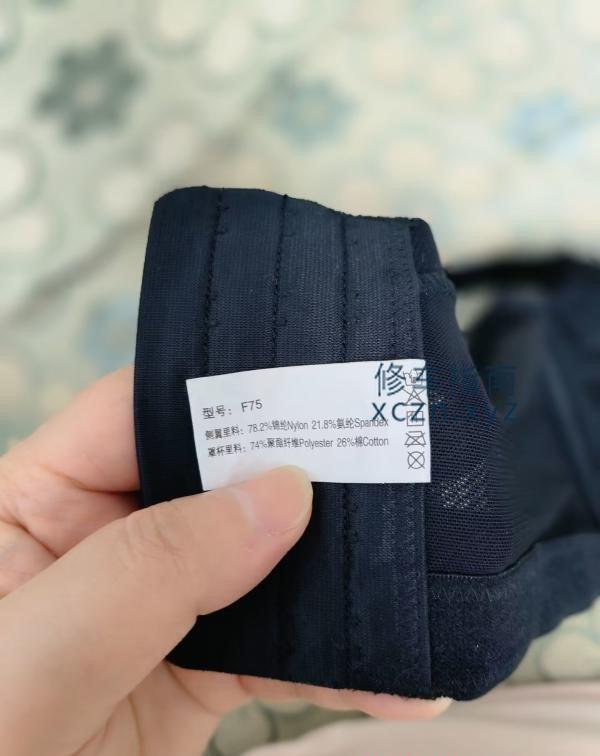 型号：F75
侧翼里料：78.2%锦纶Nylon 21.8%氨纶Spandex
罩杯里料：74%聚酯纤维Polyester 26%棉Cotton